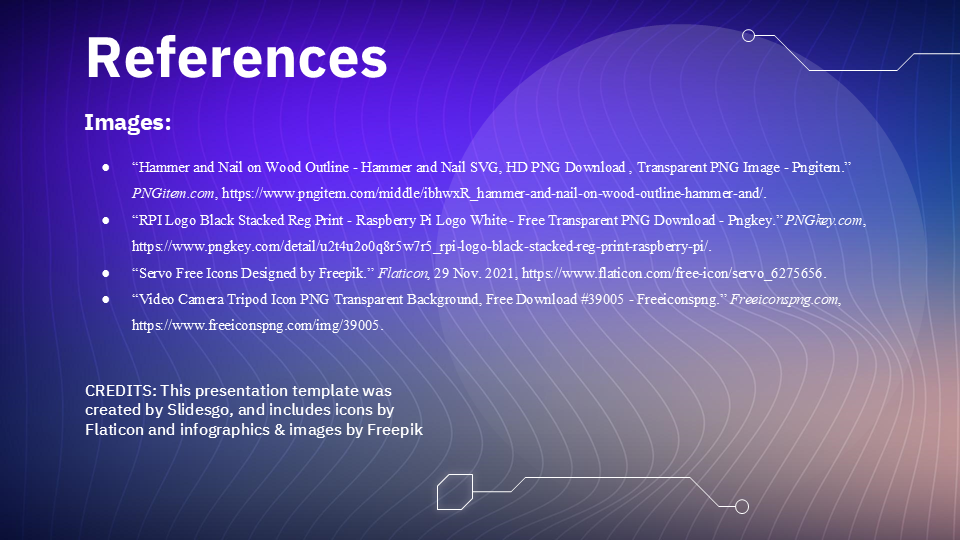 References
Images:
● “Hammer and Nail on Wood Outline - Hammer and Nail SVG, HD PNG Download , Transparent PNG Image - Pngitem.”
PNGitem.com, https://www.pngitem.com/middle/ibhwxR_hammer-and-nail-on-wood-outline-hammer-and/.
● “RPI Logo Black Stacked Reg Print - Raspberry Pi Logo White - Free Transparent PNG Download - Pngkey.” PNGkey.com,
https://www.pngkey.com/detail/u2t4u2o0q8r5w7r5_rpi-logo-black-stacked-reg-print-raspberry-pi/.
● “Servo Free Icons Designed by Freepik.” Flaticon, 29 Nov. 2021, https://www.flaticon.com/free-icon/servo_6275656.
● “Video Camera Tripod Icon PNG Transparent Background, Free Download #39005 - Freeiconspng.” Freeiconspng.com,
https://www.freeiconspng.com/img/39005.
CREDITS: This presentation template was
created by Slidesgo, and includes icons by
Flaticon and infographics & images by Freepik